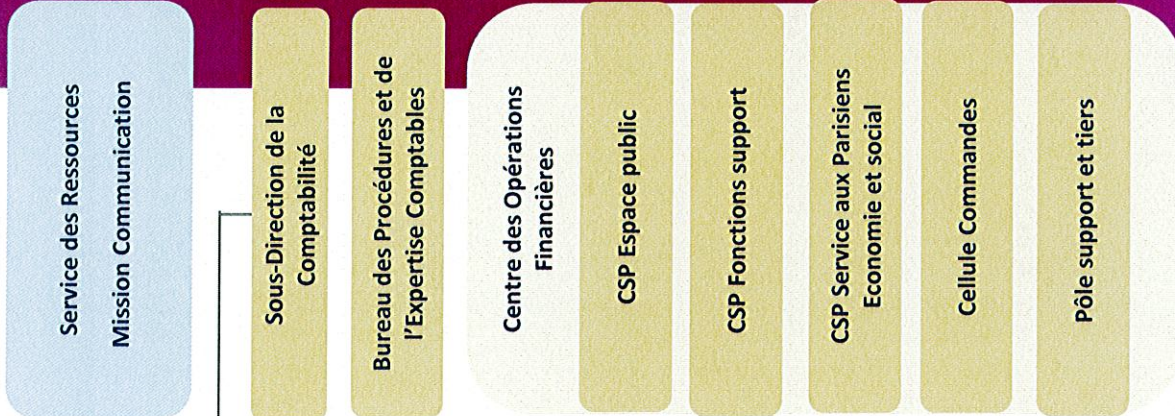 Service des Ressources
Mission Communication
Sous-Direction de la
Comptabilité
Bureau des Procédures et de
l'Expertise Comptables
Centre des Opérations
Financières
CSP Espace public
CSP Fonctions support
CSP Service aux Parisiens
Economie et social
Cellule Commandes
Pôle support et tiers